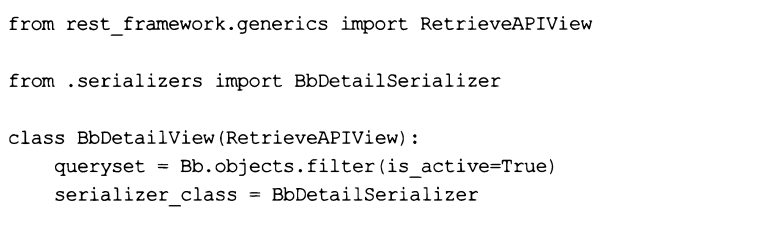 from rest_framework.generics import RetrieveAPIView
from .serializers import BbDetailSerializer
class BbDetailView(RetrieveAPIView):
    queryset = Bb.objects.filter(is_active=True)
    serializer_class = BbDetailSerializer